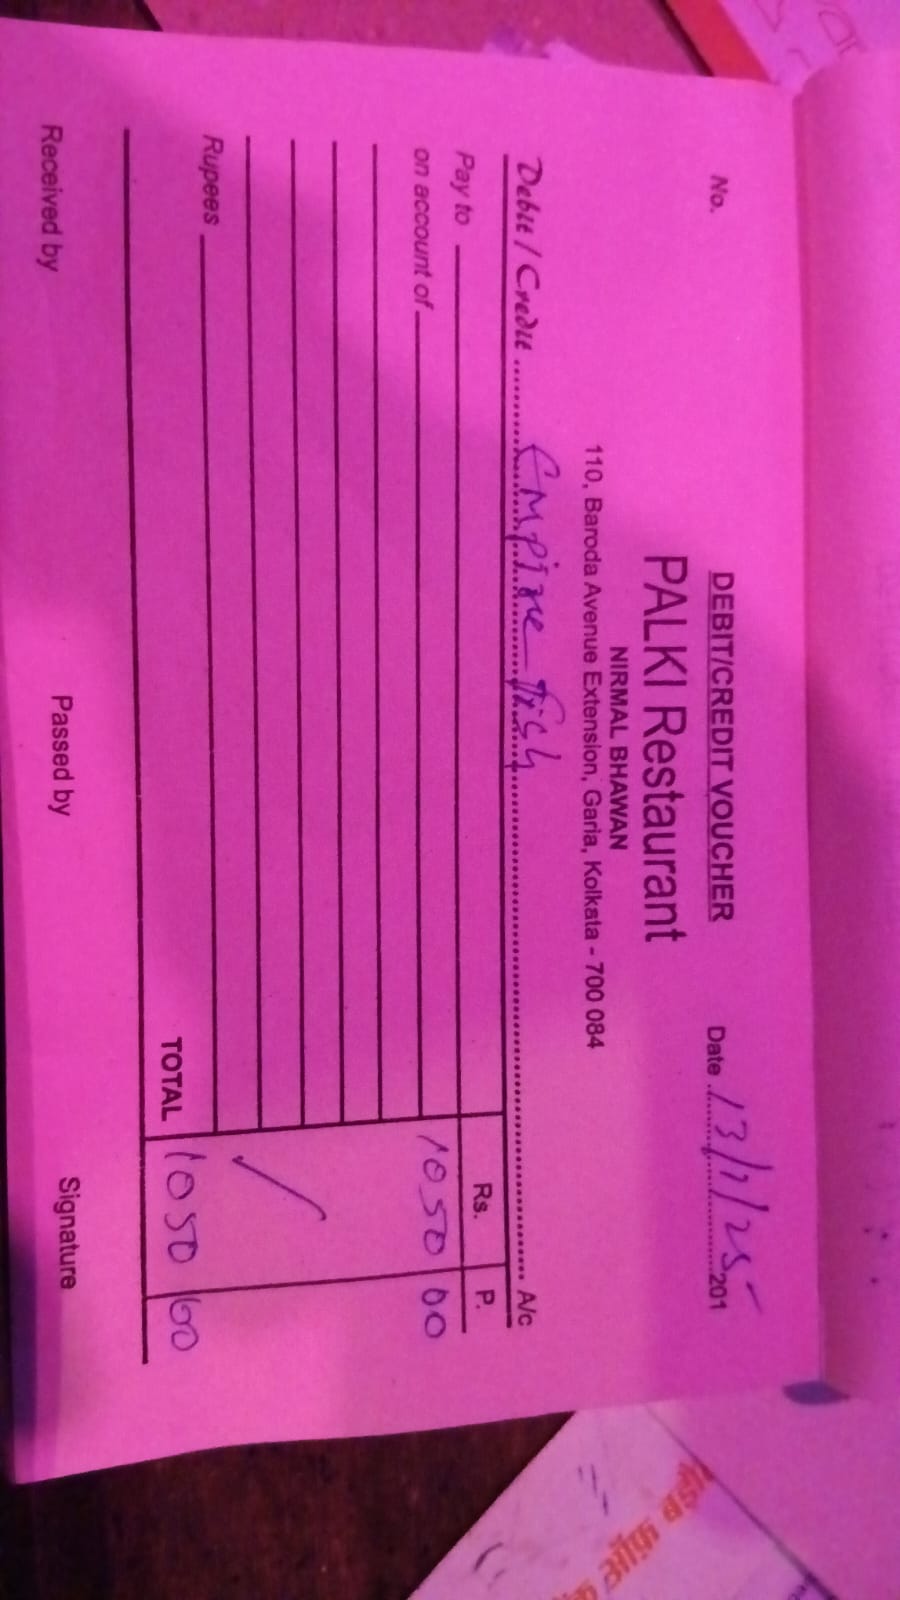 DEBIT/CREDIT VOUCHER
No.
Date 13/1/25 201
PALKI Restaurant
NIRMAL BHAWAN
110, Baroda Avenue Extension, Garia, Kolkata - 700 084
Debit / Credit Empire fish A/c
Pay to
Rs. P.
on account of 1050 00
Rupees
TOTAL 1050 00
Received by Passed by Signature
ऑफ़ बड़ौ